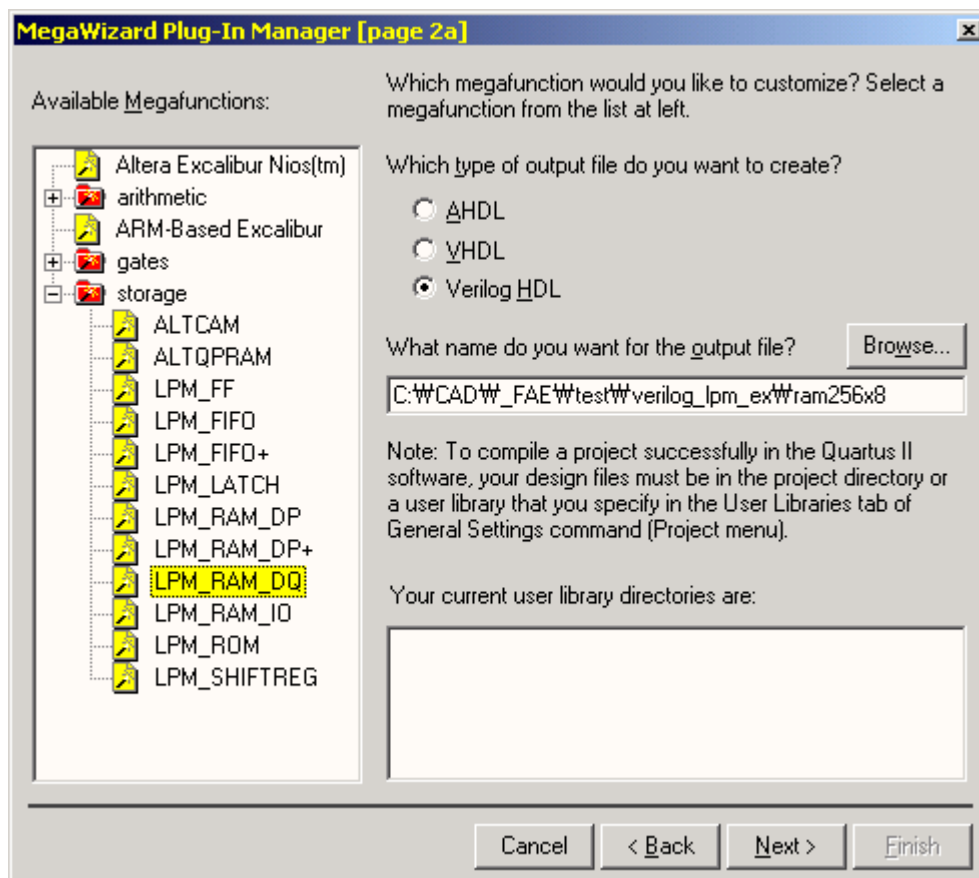 MegaWizard Plug-In Manager [page 2a]
Available Megafunctions:
Altera Excalibur Nios(tm)
arithmetic
ARM-Based Excalibur
gates
storage
ALTCAM
ALTQPRAM
LPM_FF
LPM_FIFO
LPM_FIFO+
LPM_LATCH
LPM_RAM_DP
LPM_RAM_DP+
LPM_RAM_DQ
LPM_RAM_IO
LPM_ROM
LPM_SHIFTREG
Which megafunction would you like to customize? Select a
megafunction from the list at left.
Which type of output file do you want to create?
AHDL
VHDL
Verilog HDL
What name do you want for the output file?
Browse...
C:₩CAD₩_FAE₩test₩verilog_lpm_ex₩ram256x8
Note: To compile a project successfully in the Quartus II
software, your design files must be in the project directory or
a user library that you specify in the User Libraries tab of
General Settings command (Project menu).
Your current user library directories are:
Cancel
< Back
Next >
Finish